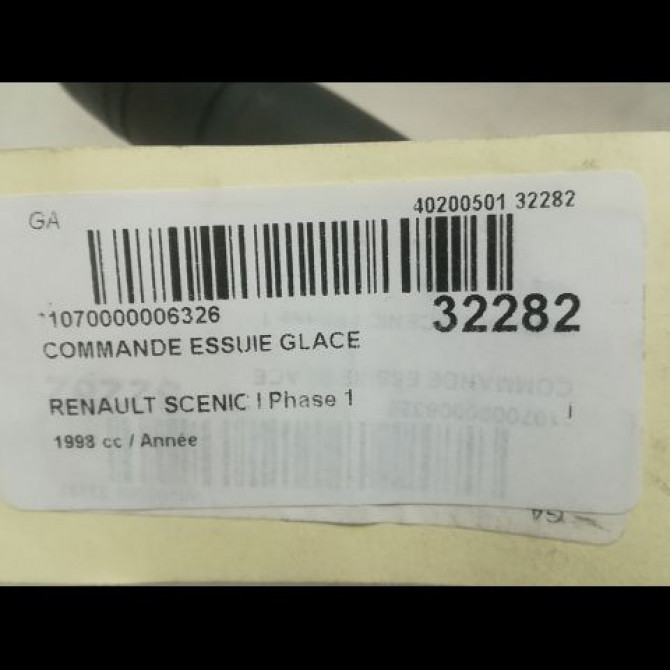 GA
40200501 32282
*1070000006326
32282
COMMANDE ESSUIE GLACE
RENAULT SCENIC I Phase 1
1998 cc / Année